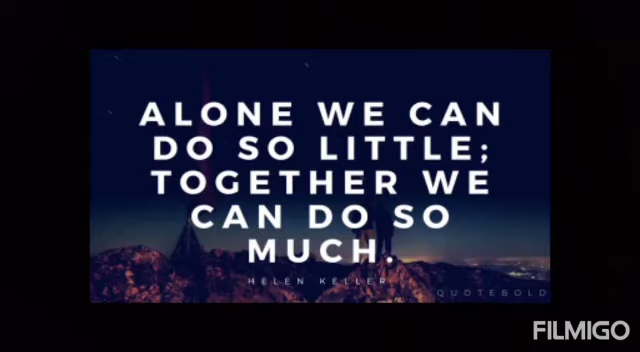 ALONE WE CAN
DO SO LITTLE;
TOGETHER WE
CAN DO SO
MUCH.
HELEN KELLER
QUOTEBOLD
FILMIGO